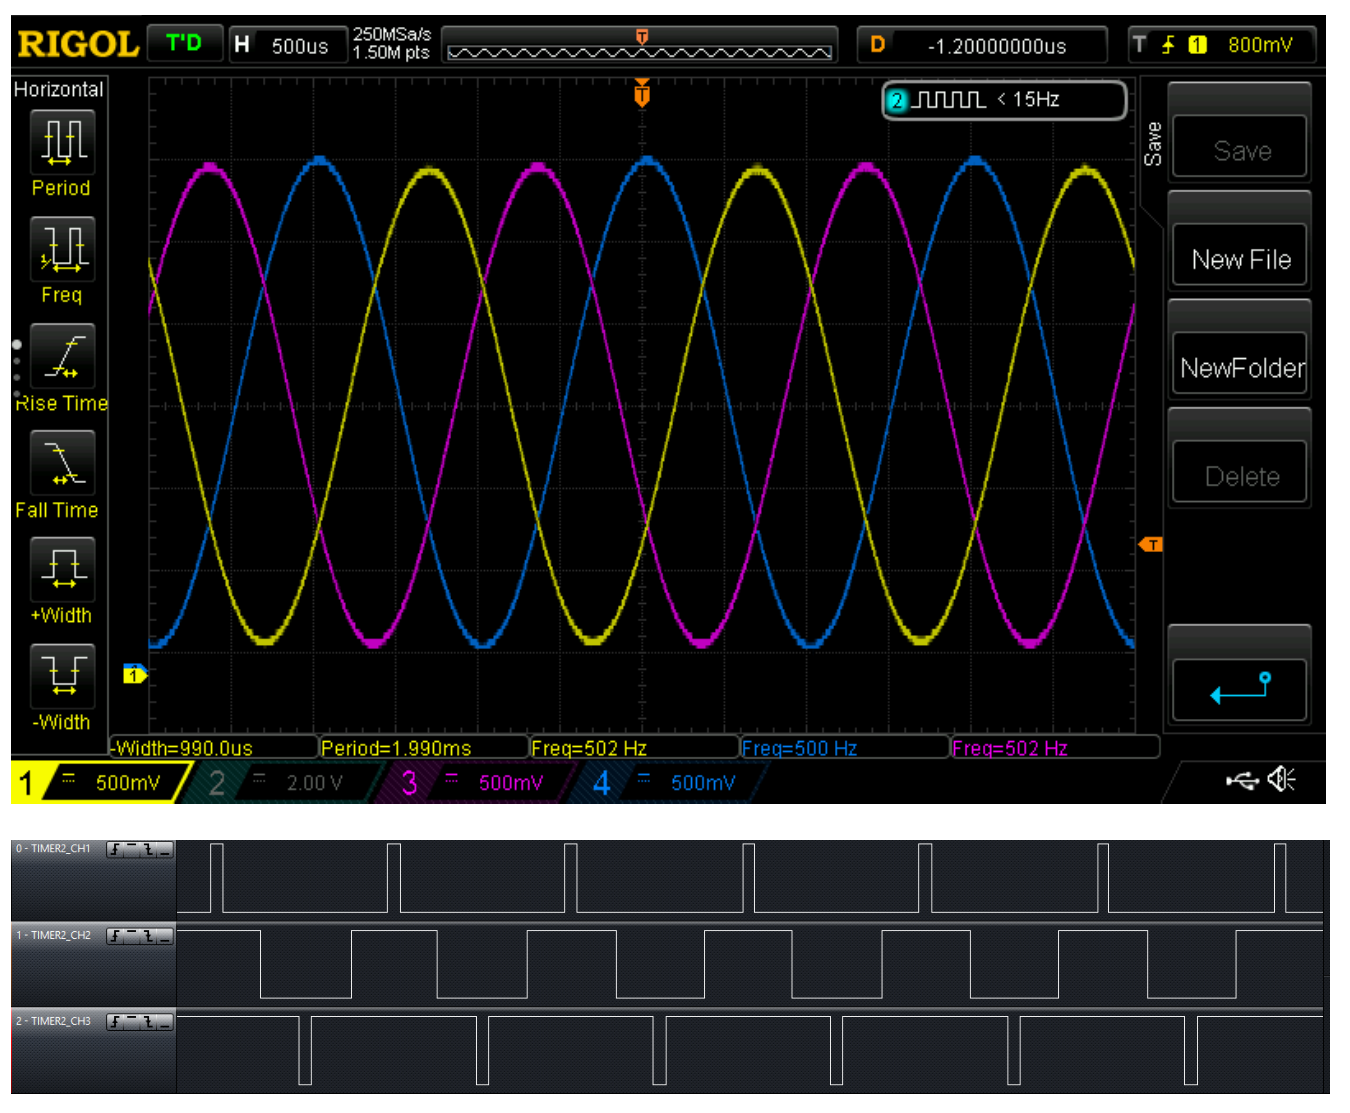 RIGOL T'D H 500us 250MSa/s 1.50M pts T D -1.20000000us T 1 800mV
Horizontal
T
2 < 15Hz
Save
Save
Period
New File
Freq
NewFolder
Rise Time
Delete
Fall Time
T
+Width
1
-Width
-Width=990.0us Period=1.990ms Freq=502 Hz Freq=500 Hz Freq=502 Hz
1 500mV 2 2.00 V 3 500mV 4 500mV
0 - TIMER2_CH1
1 - TIMER2_CH2
2 - TIMER2_CH3